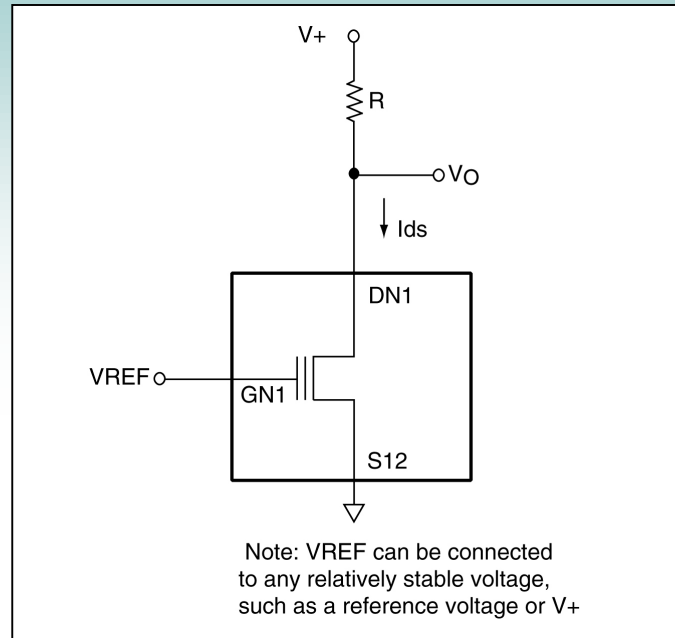 V+
R
VO
Ids
DN1
VREF
GN1
S12
Note: VREF can be connected
to any relatively stable voltage,
such as a reference voltage or V+